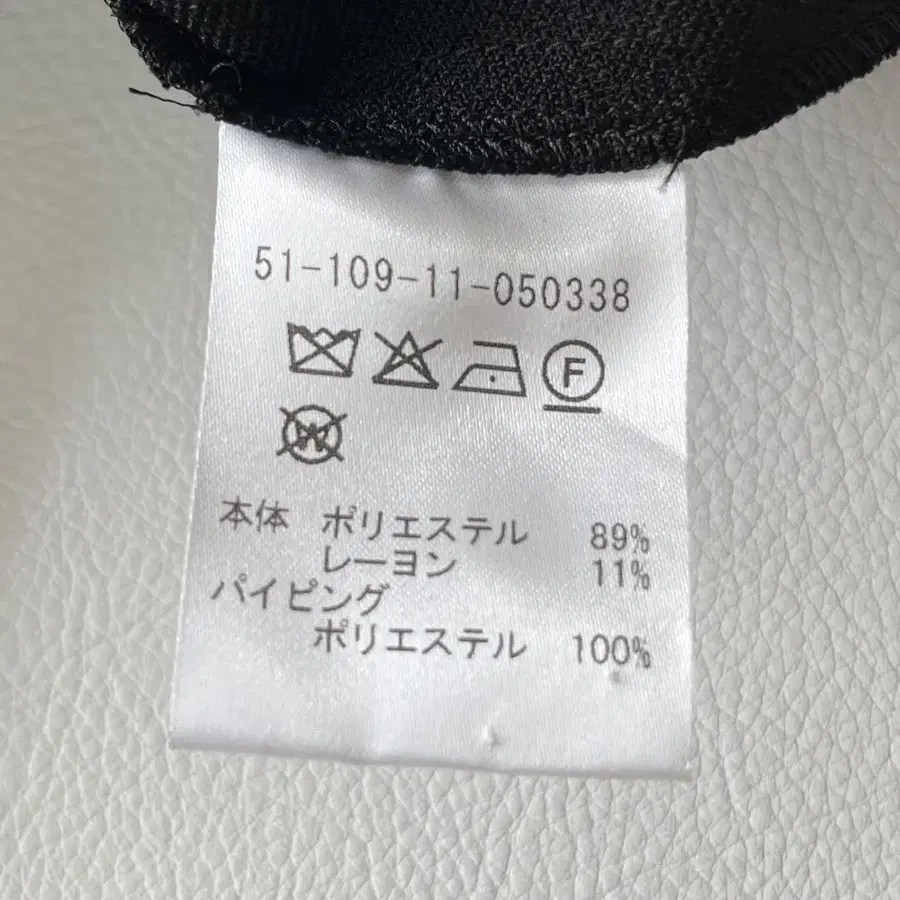 51-109-11-050338
F
W
本体 ポリエステル 89%
レーヨン 11%
パイピング
ポリエステル 100%